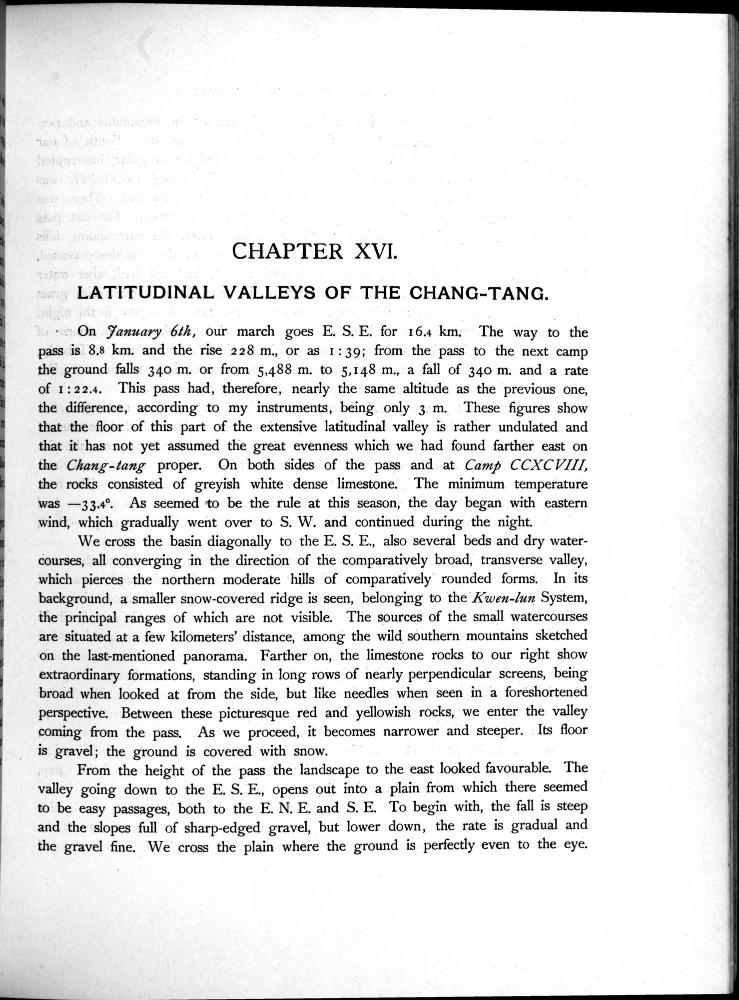 CHAPTER XVI.
LATITUDINAL VALLEYS OF THE CHANG-TANG.
On January 6th, our march goes E. S. E. for 16.4 km. The way to the
pass is 8.8 km. and the rise 228 m., or as 1 : 39; from the pass to the next camp
the ground falls 340 m. or from 5,488 m. to 5,148 m., a fall of 340 m. and a rate
of 1 : 22.4. This pass had, therefore, nearly the same altitude as the previous one,
the difference, according to my instruments, being only 3 m. These figures show
that the floor of this part of the extensive latitudinal valley is rather undulated and
that it has not yet assumed the great evenness which we had found farther east on
the Chang-tang proper. On both sides of the pass and at Camp CCXCVIII,
the rocks consisted of greyish white dense limestone. The minimum temperature
was —33.4°. As seemed to be the rule at this season, the day began with eastern
wind, which gradually went over to S. W. and continued during the night.
We cross the basin diagonally to the E. S. E., also several beds and dry water-
courses, all converging in the direction of the comparatively broad, transverse valley,
which pierces the northern moderate hills of comparatively rounded forms. In its
background, a smaller snow-covered ridge is seen, belonging to the Kwen-lun System,
the principal ranges of which are not visible. The sources of the small watercourses
are situated at a few kilometers' distance, among the wild southern mountains sketched
on the last-mentioned panorama. Farther on, the limestone rocks to our right show
extraordinary formations, standing in long rows of nearly perpendicular screens, being
broad when looked at from the side, but like needles when seen in a foreshortened
perspective. Between these picturesque red and yellowish rocks, we enter the valley
coming from the pass. As we proceed, it becomes narrower and steeper. Its floor
is gravel; the ground is covered with snow.
From the height of the pass the landscape to the east looked favourable. The
valley going down to the E. S. E., opens out into a plain from which there seemed
to be easy passages, both to the E. N. E. and S. E. To begin with, the fall is steep
and the slopes full of sharp-edged gravel, but lower down, the rate is gradual and
the gravel fine. We cross the plain where the ground is perfectly even to the eye.